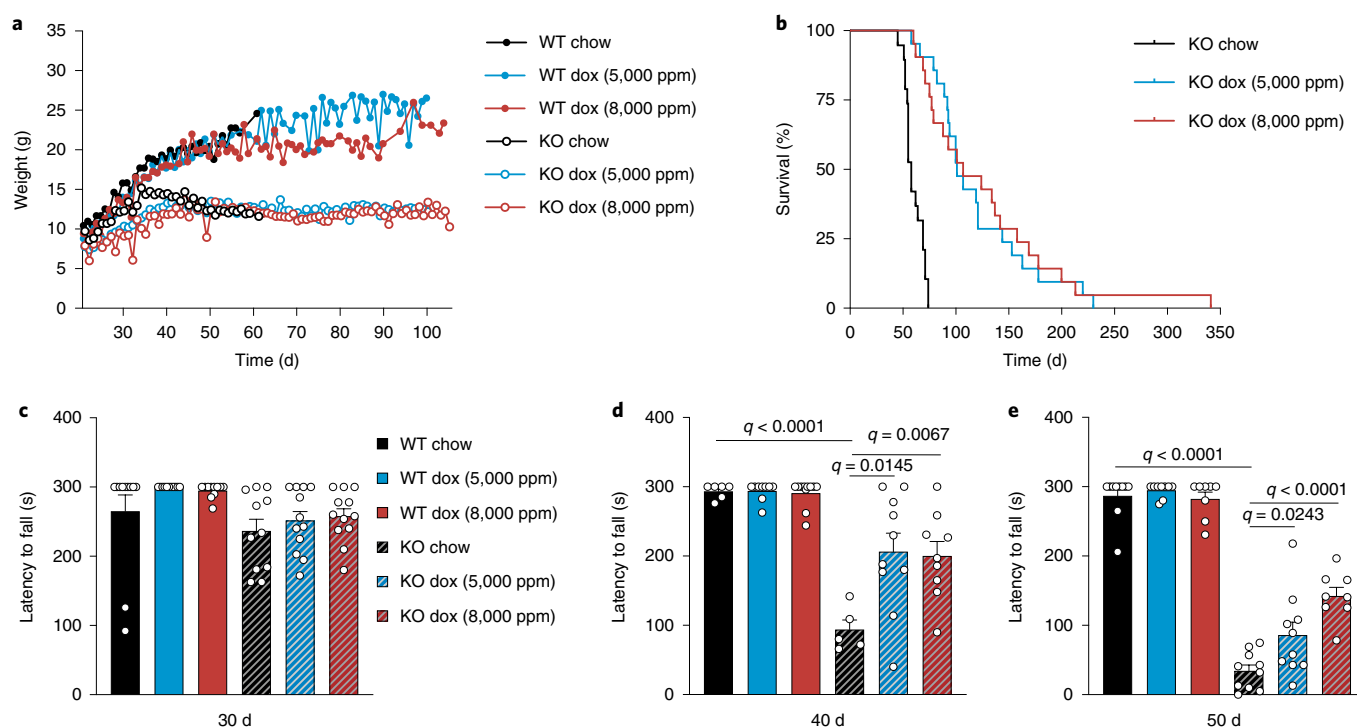 a
35
30
25
20
15
10
5
0
Weight (g)
30 40 50 60 70 80 90 100
Time (d)
WT chow
WT dox (5,000 ppm)
WT dox (8,000 ppm)
KO chow
KO dox (5,000 ppm)
KO dox (8,000 ppm)
b
100
75
50
25
0
Survival (%)
0 50 100 150 200 250 300 350
Time (d)
KO chow
KO dox (5,000 ppm)
KO dox (8,000 ppm)
c
400
300
200
100
0
Latency to fall (s)
30 d
WT chow
WT dox (5,000 ppm)
WT dox (8,000 ppm)
KO chow
KO dox (5,000 ppm)
KO dox (8,000 ppm)
d
400
300
200
100
0
Latency to fall (s)
q < 0.0001
q = 0.0067
q = 0.0145
40 d
e
400
300
200
100
0
Latency to fall (s)
q < 0.0001
q < 0.0001
q = 0.0243
50 d